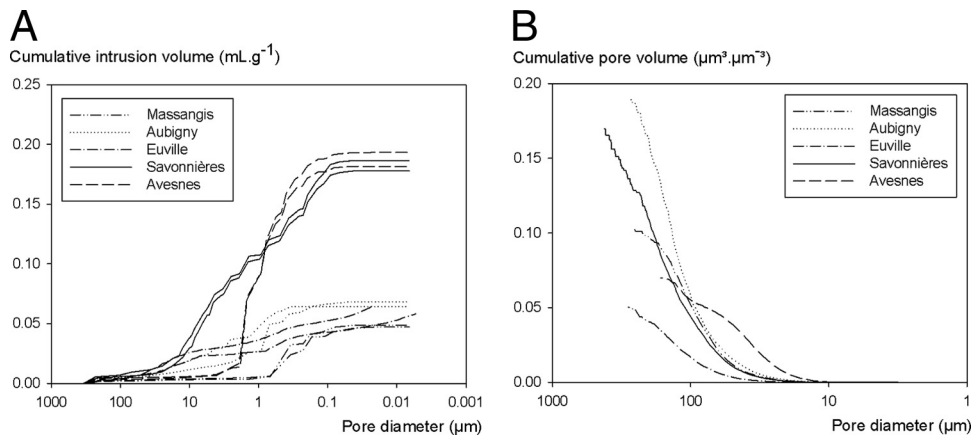 A
Cumulative intrusion volume (mL.g⁻¹)
0.25
0.20
0.15
0.10
0.05
0.00
Massangis
Aubigny
Euville
Savonnières
Avesnes
1000 100 10 1 0.1 0.01 0.001
Pore diameter (µm)
B
Cumulative pore volume (µm³.µm⁻³)
0.20
0.15
0.10
0.05
0.00
Massangis
Aubigny
Euville
Savonnières
Avesnes
1000 100 10 1
Pore diameter (µm)